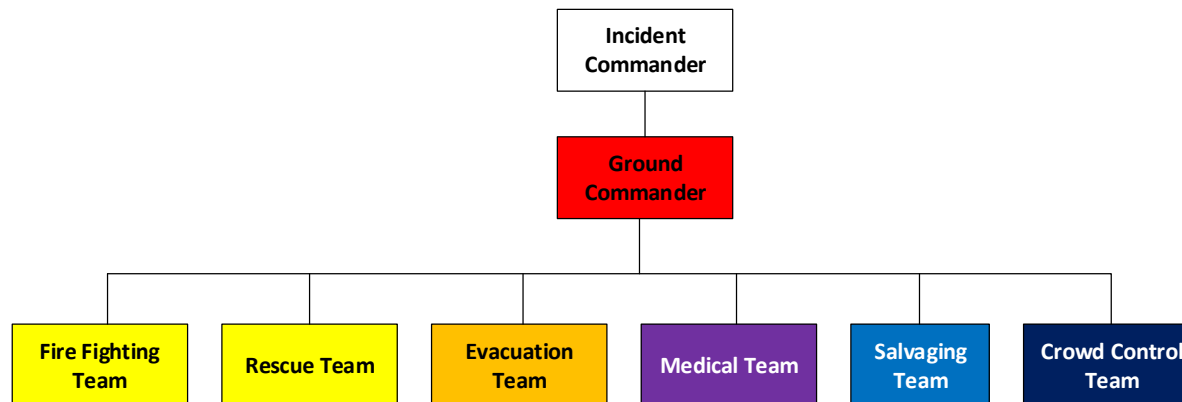 Incident
Commander
Ground
Commander
Fire Fighting
Team
Rescue Team
Evacuation
Team
Medical Team
Salvaging
Team
Crowd Control
Team